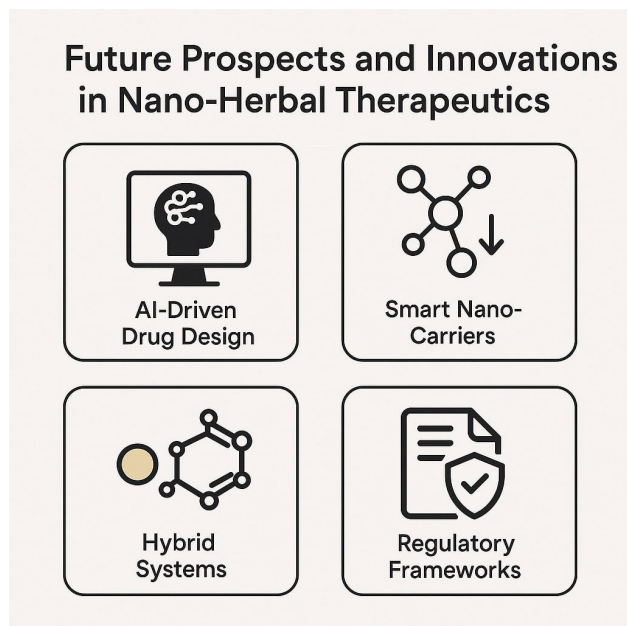 Future Prospects and Innovations
in Nano-Herbal Therapeutics
AI-Driven
Drug Design
Smart Nano-
Carriers
Hybrid
Systems
Regulatory
Frameworks